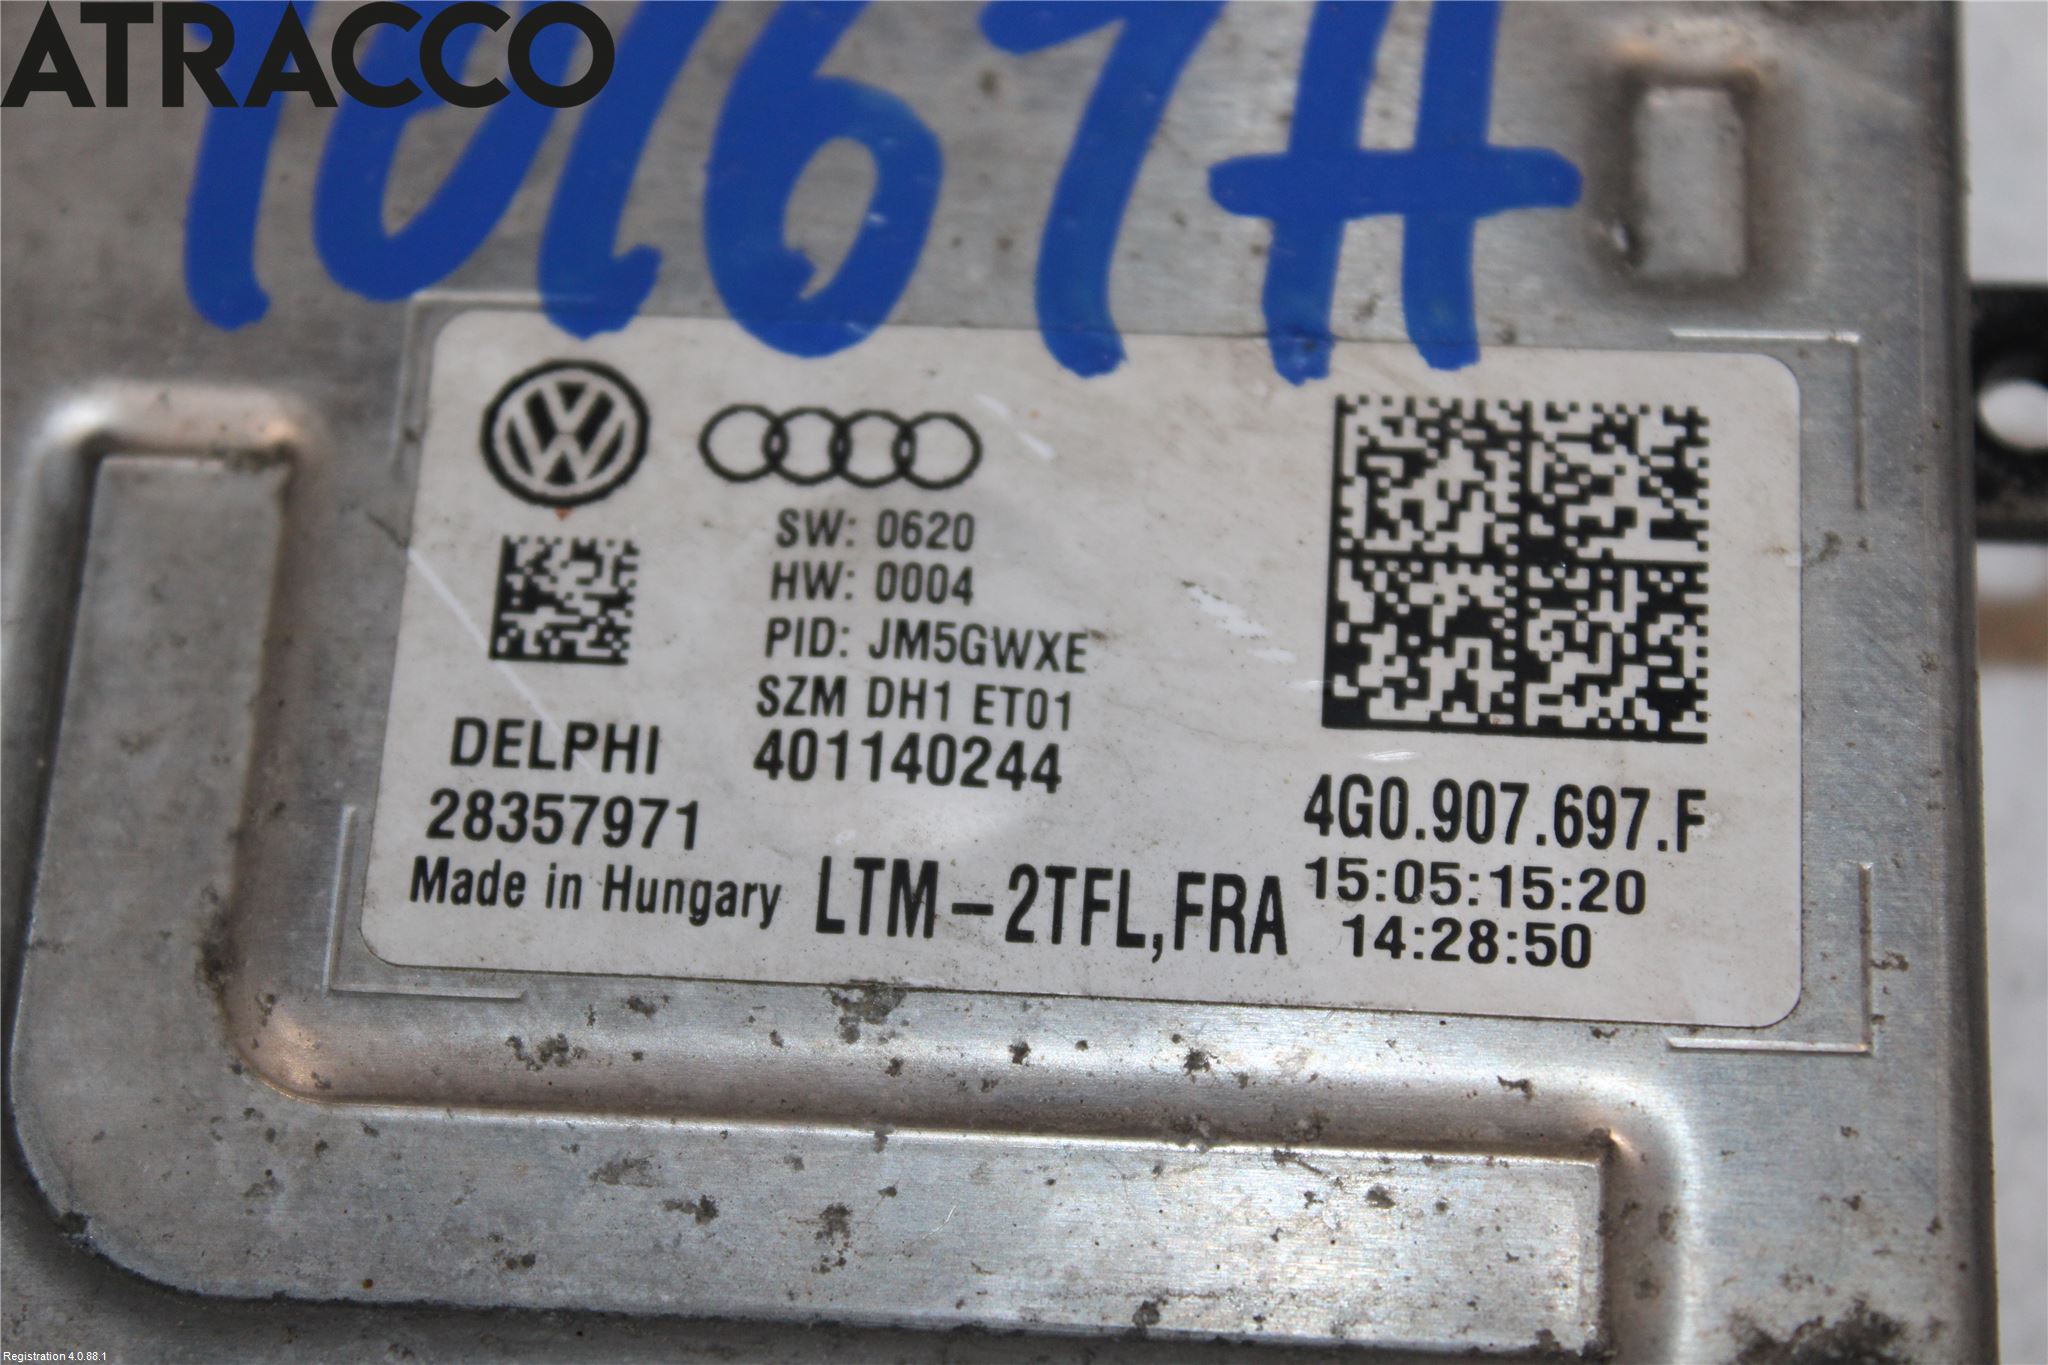 ATRACCO
SW: 0620
HW: 0004
PID: JM5GWXE
SZM DH1 ET01
401140244
DELPHI
28357971
Made in Hungary
LTM - 2TFL,FRA
4G0.907.697.F
15:05:15:20
14:28:50
Registration 4.0.88.1